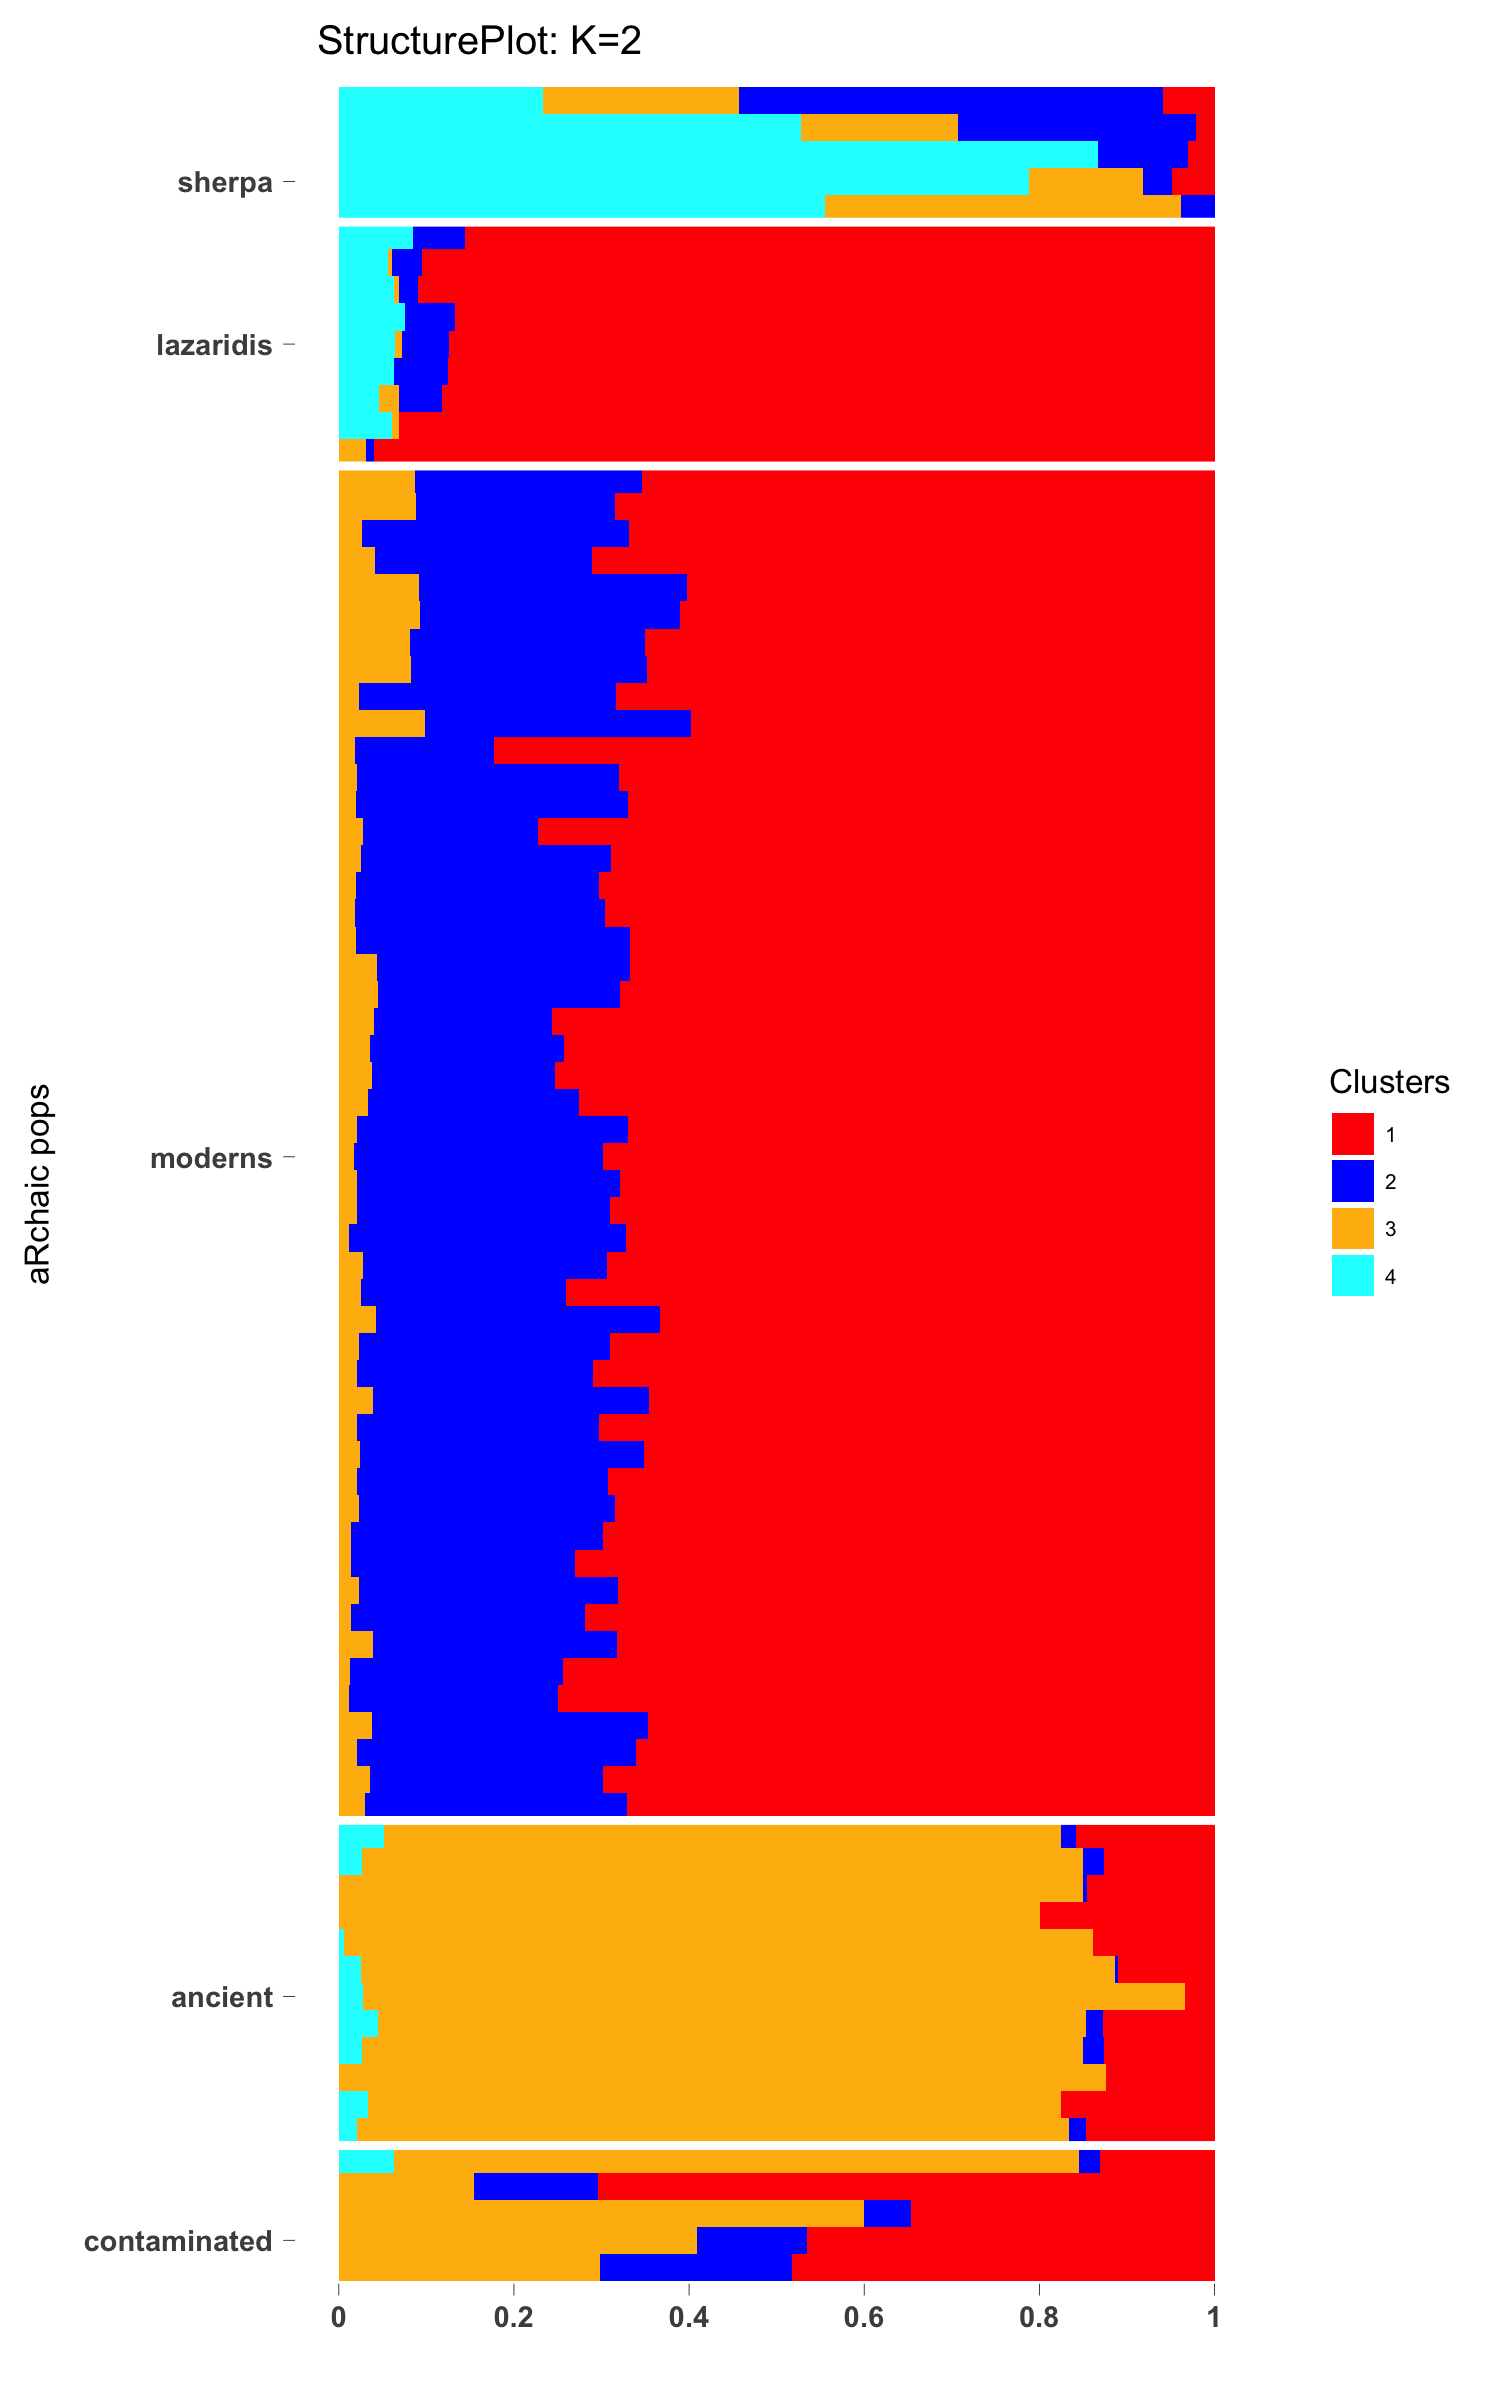 StructurePlot: K=2
sherpa
lazaridis
moderns
ancient
contaminated
aRchaic pops
0 0.2 0.4 0.6 0.8 1
Clusters
1
2
3
4